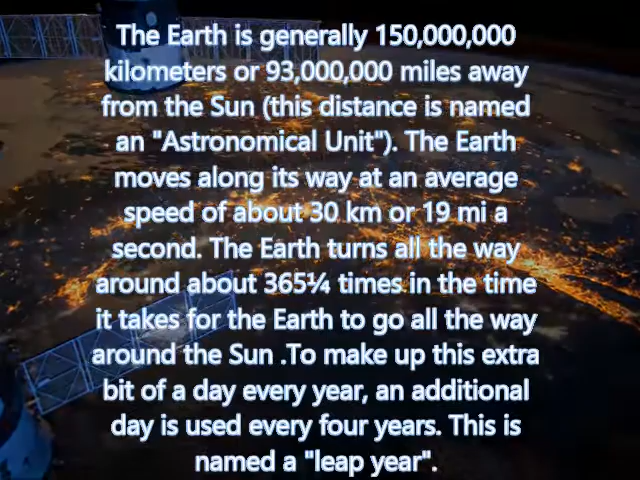 The Earth is generally 150,000,000
kilometers or 93,000,000 miles away
from the Sun (this distance is named
an "Astronomical Unit"). The Earth
moves along its way at an average
speed of about 30 km or 19 mi a
second. The Earth turns all the way
around about 365¼ times in the time
it takes for the Earth to go all the way
around the Sun .To make up this extra
bit of a day every year, an additional
day is used every four years. This is
named a "leap year".